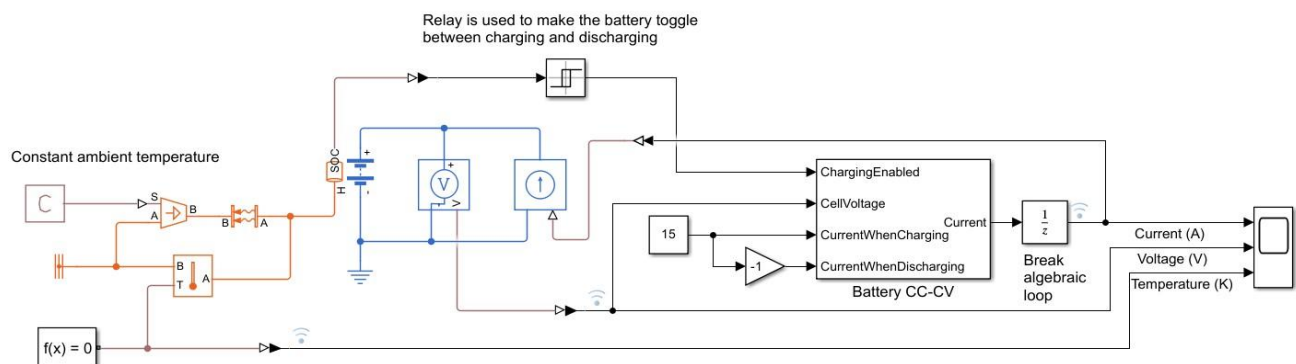 Relay is used to make the battery toggle
between charging and discharging
Constant ambient temperature
C
S
A
B
B
A
B
T
A
f(x) = 0
SOC
H
+
-
+
V
-
V
ChargingEnabled
CellVoltage
CurrentWhenCharging
CurrentWhenDischarging
Current
Battery CC-CV
15
-1
1
z
Break
algebraic
loop
Current (A)
Voltage (V)
Temperature (K)